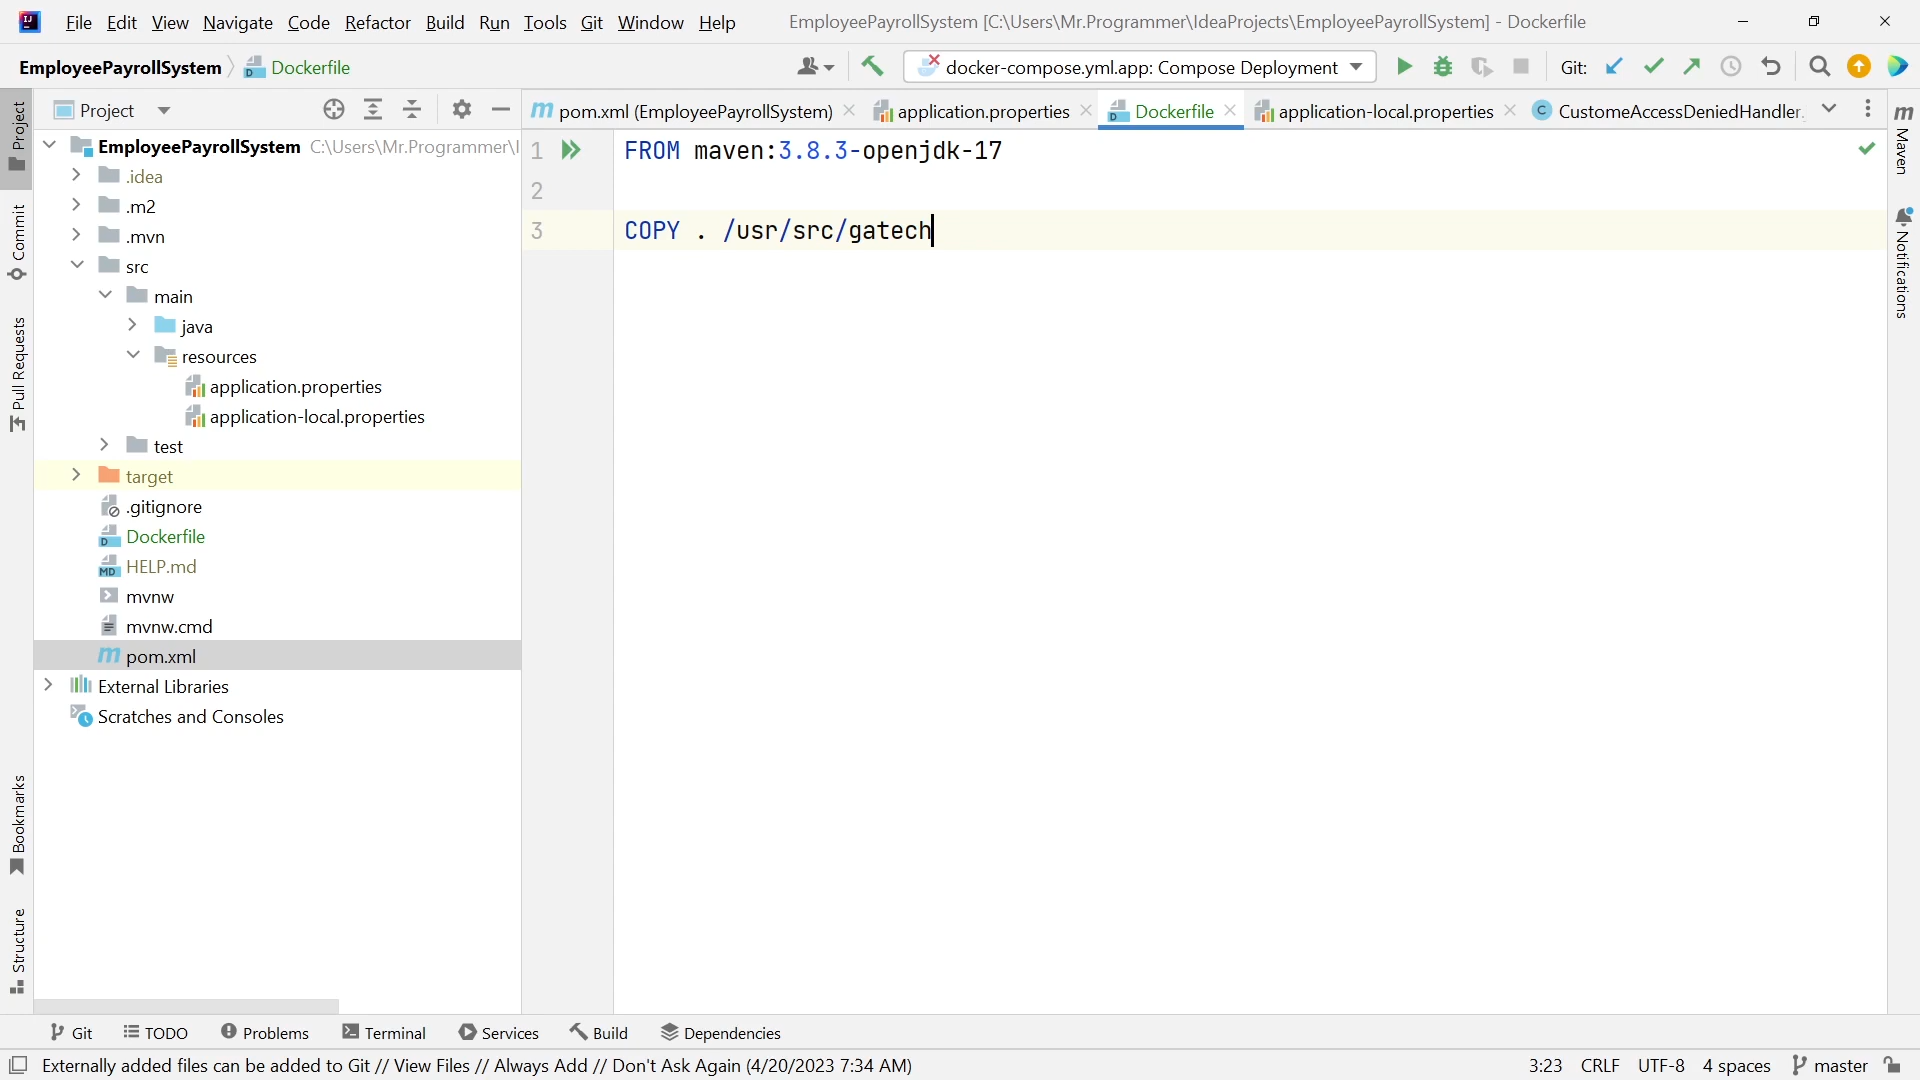 File Edit View Navigate Code Refactor Build Run Tools Git Window Help EmployeePayrollSystem [C:\Users\Mr.Programmer\IdeaProjects\EmployeePayrollSystem] - Dockerfile
EmployeePayrollSystem Dockerfile docker-compose.yml.app: Compose Deployment Git:
Project
pom.xml (EmployeePayrollSystem) application.properties Dockerfile application-local.properties CustomeAccessDeniedHandler.
EmployeePayrollSystem C:\Users\Mr.Programmer\I
.idea
.m2
.mvn
src
main
java
resources
application.properties
application-local.properties
test
target
.gitignore
Dockerfile
HELP.md
mvnw
mvnw.cmd
pom.xml
External Libraries
Scratches and Consoles
1 FROM maven:3.8.3-openjdk-17
2
3 COPY . /usr/src/gatech
Project
Commit
Pull Requests
Bookmarks
Structure
Maven
Notifications
Git TODO Problems Terminal Services Build Dependencies
Externally added files can be added to Git // View Files // Always Add // Don't Ask Again (4/20/2023 7:34 AM) 3:23 CRLF UTF-8 4 spaces master